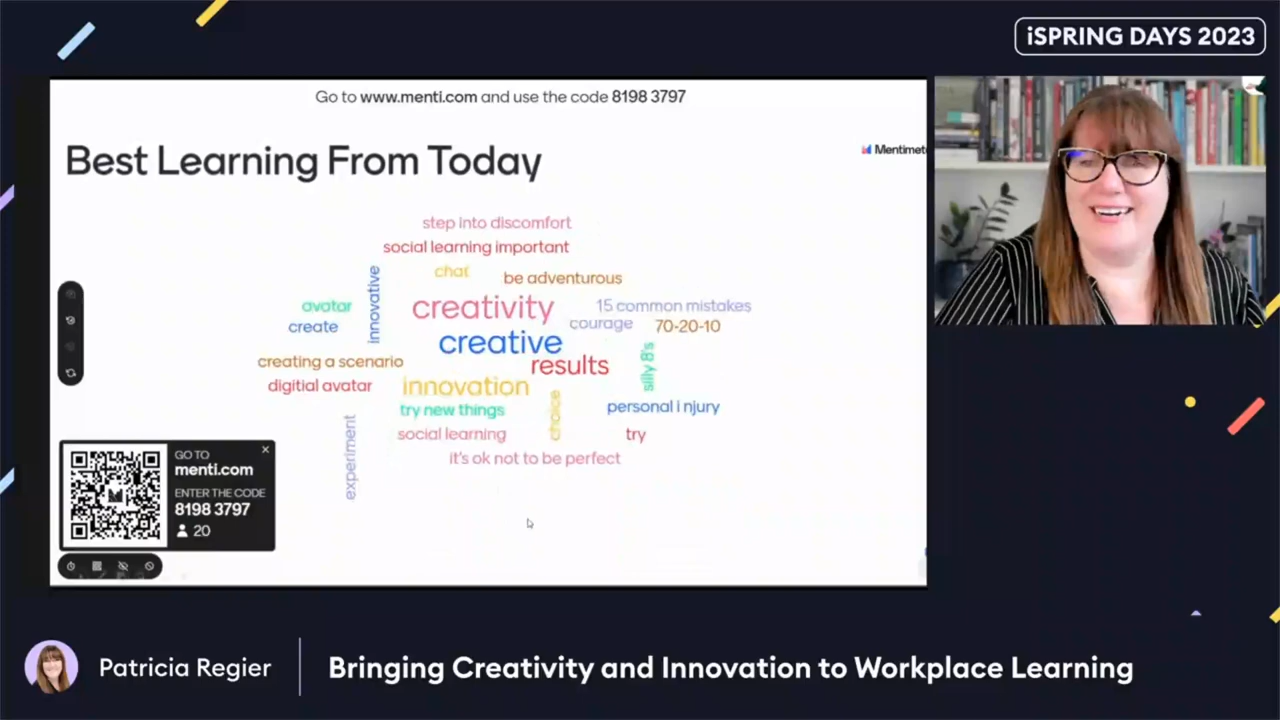 iSPRING DAYS 2023
Go to www.menti.com and use the code 8198 3797
Best Learning From Today
Mentimet
step into discomfort
social learning important
chat
be adventurous
innovative
avatar
creativity
15 common mistakes
create
courage
70-20-10
creative
silly 8's
creating a scenario
results
digitial avatar
innovation
choice
try new things
personal i njury
social learning
try
experiment
it's ok not to be perfect
GO TO
menti.com
ENTER THE CODE
8198 3797
20
Patricia Regier
Bringing Creativity and Innovation to Workplace Learning